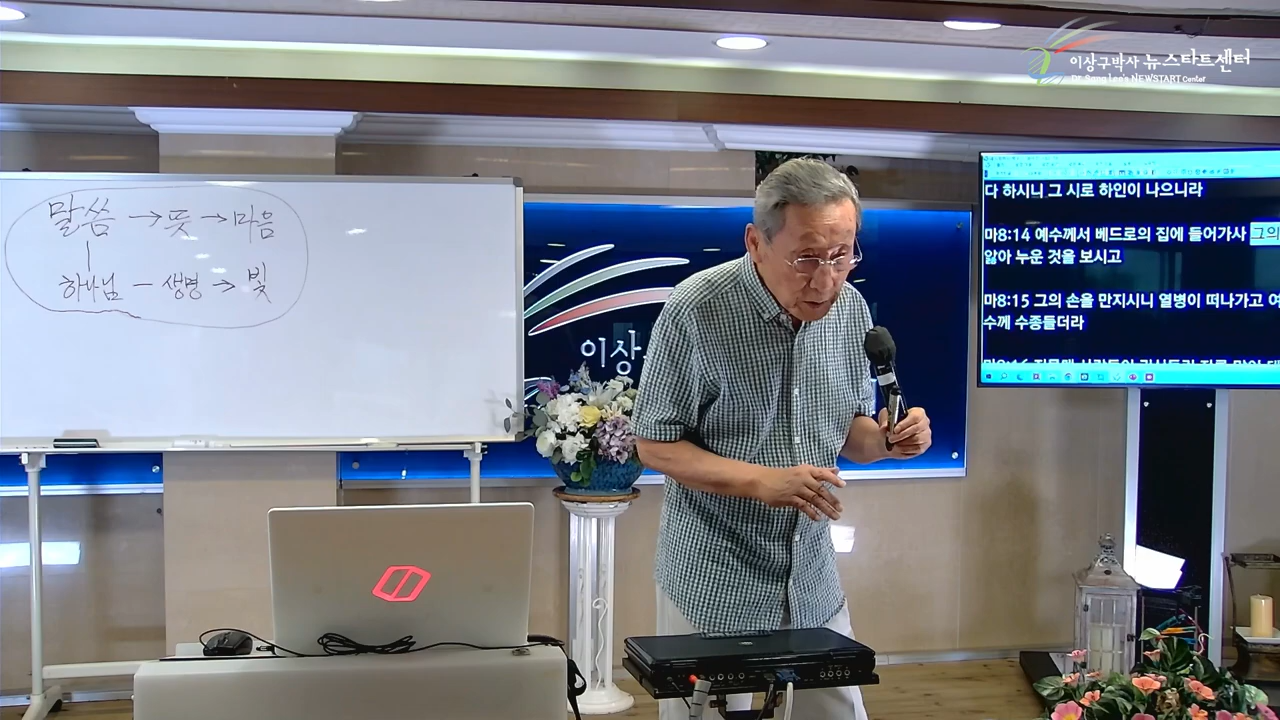 이상구박사 뉴스타트센터
Dr. Sang Lee's NEWSTART Center
말씀 → 뜻 → 마음
하나님 – 생명 → 빛
이상
다 하시니 그 시로 하인이 나으니라
마8:14 예수께서 베드로의 집에 들어가사 그의
앓아 누운 것을 보시고
마8:15 그의 손을 만지시니 열병이 떠나가고 여
수께 수종들더라